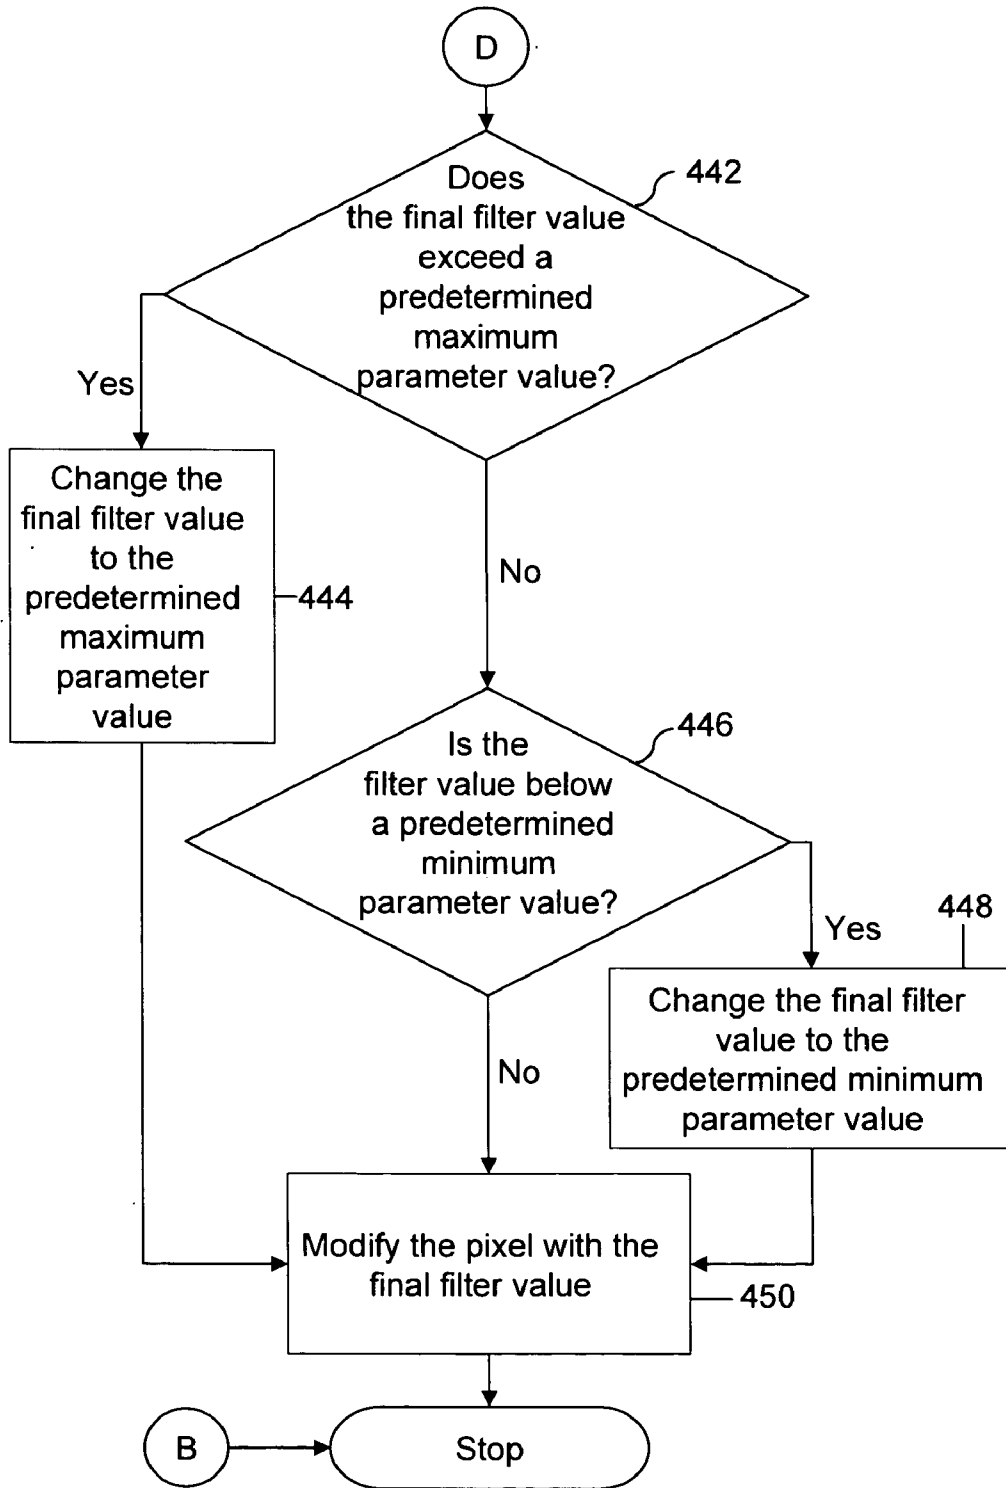 D
Does
the final filter value
exceed a
predetermined
maximum
parameter value?
442
Yes
Change the
final filter value
to the
predetermined
maximum
parameter
value
444
No
Is the
filter value below
a predetermined
minimum
parameter value?
446
Yes
448
Change the final filter
value to the
predetermined minimum
parameter value
No
Modify the pixel with the
final filter value
450
B
Stop